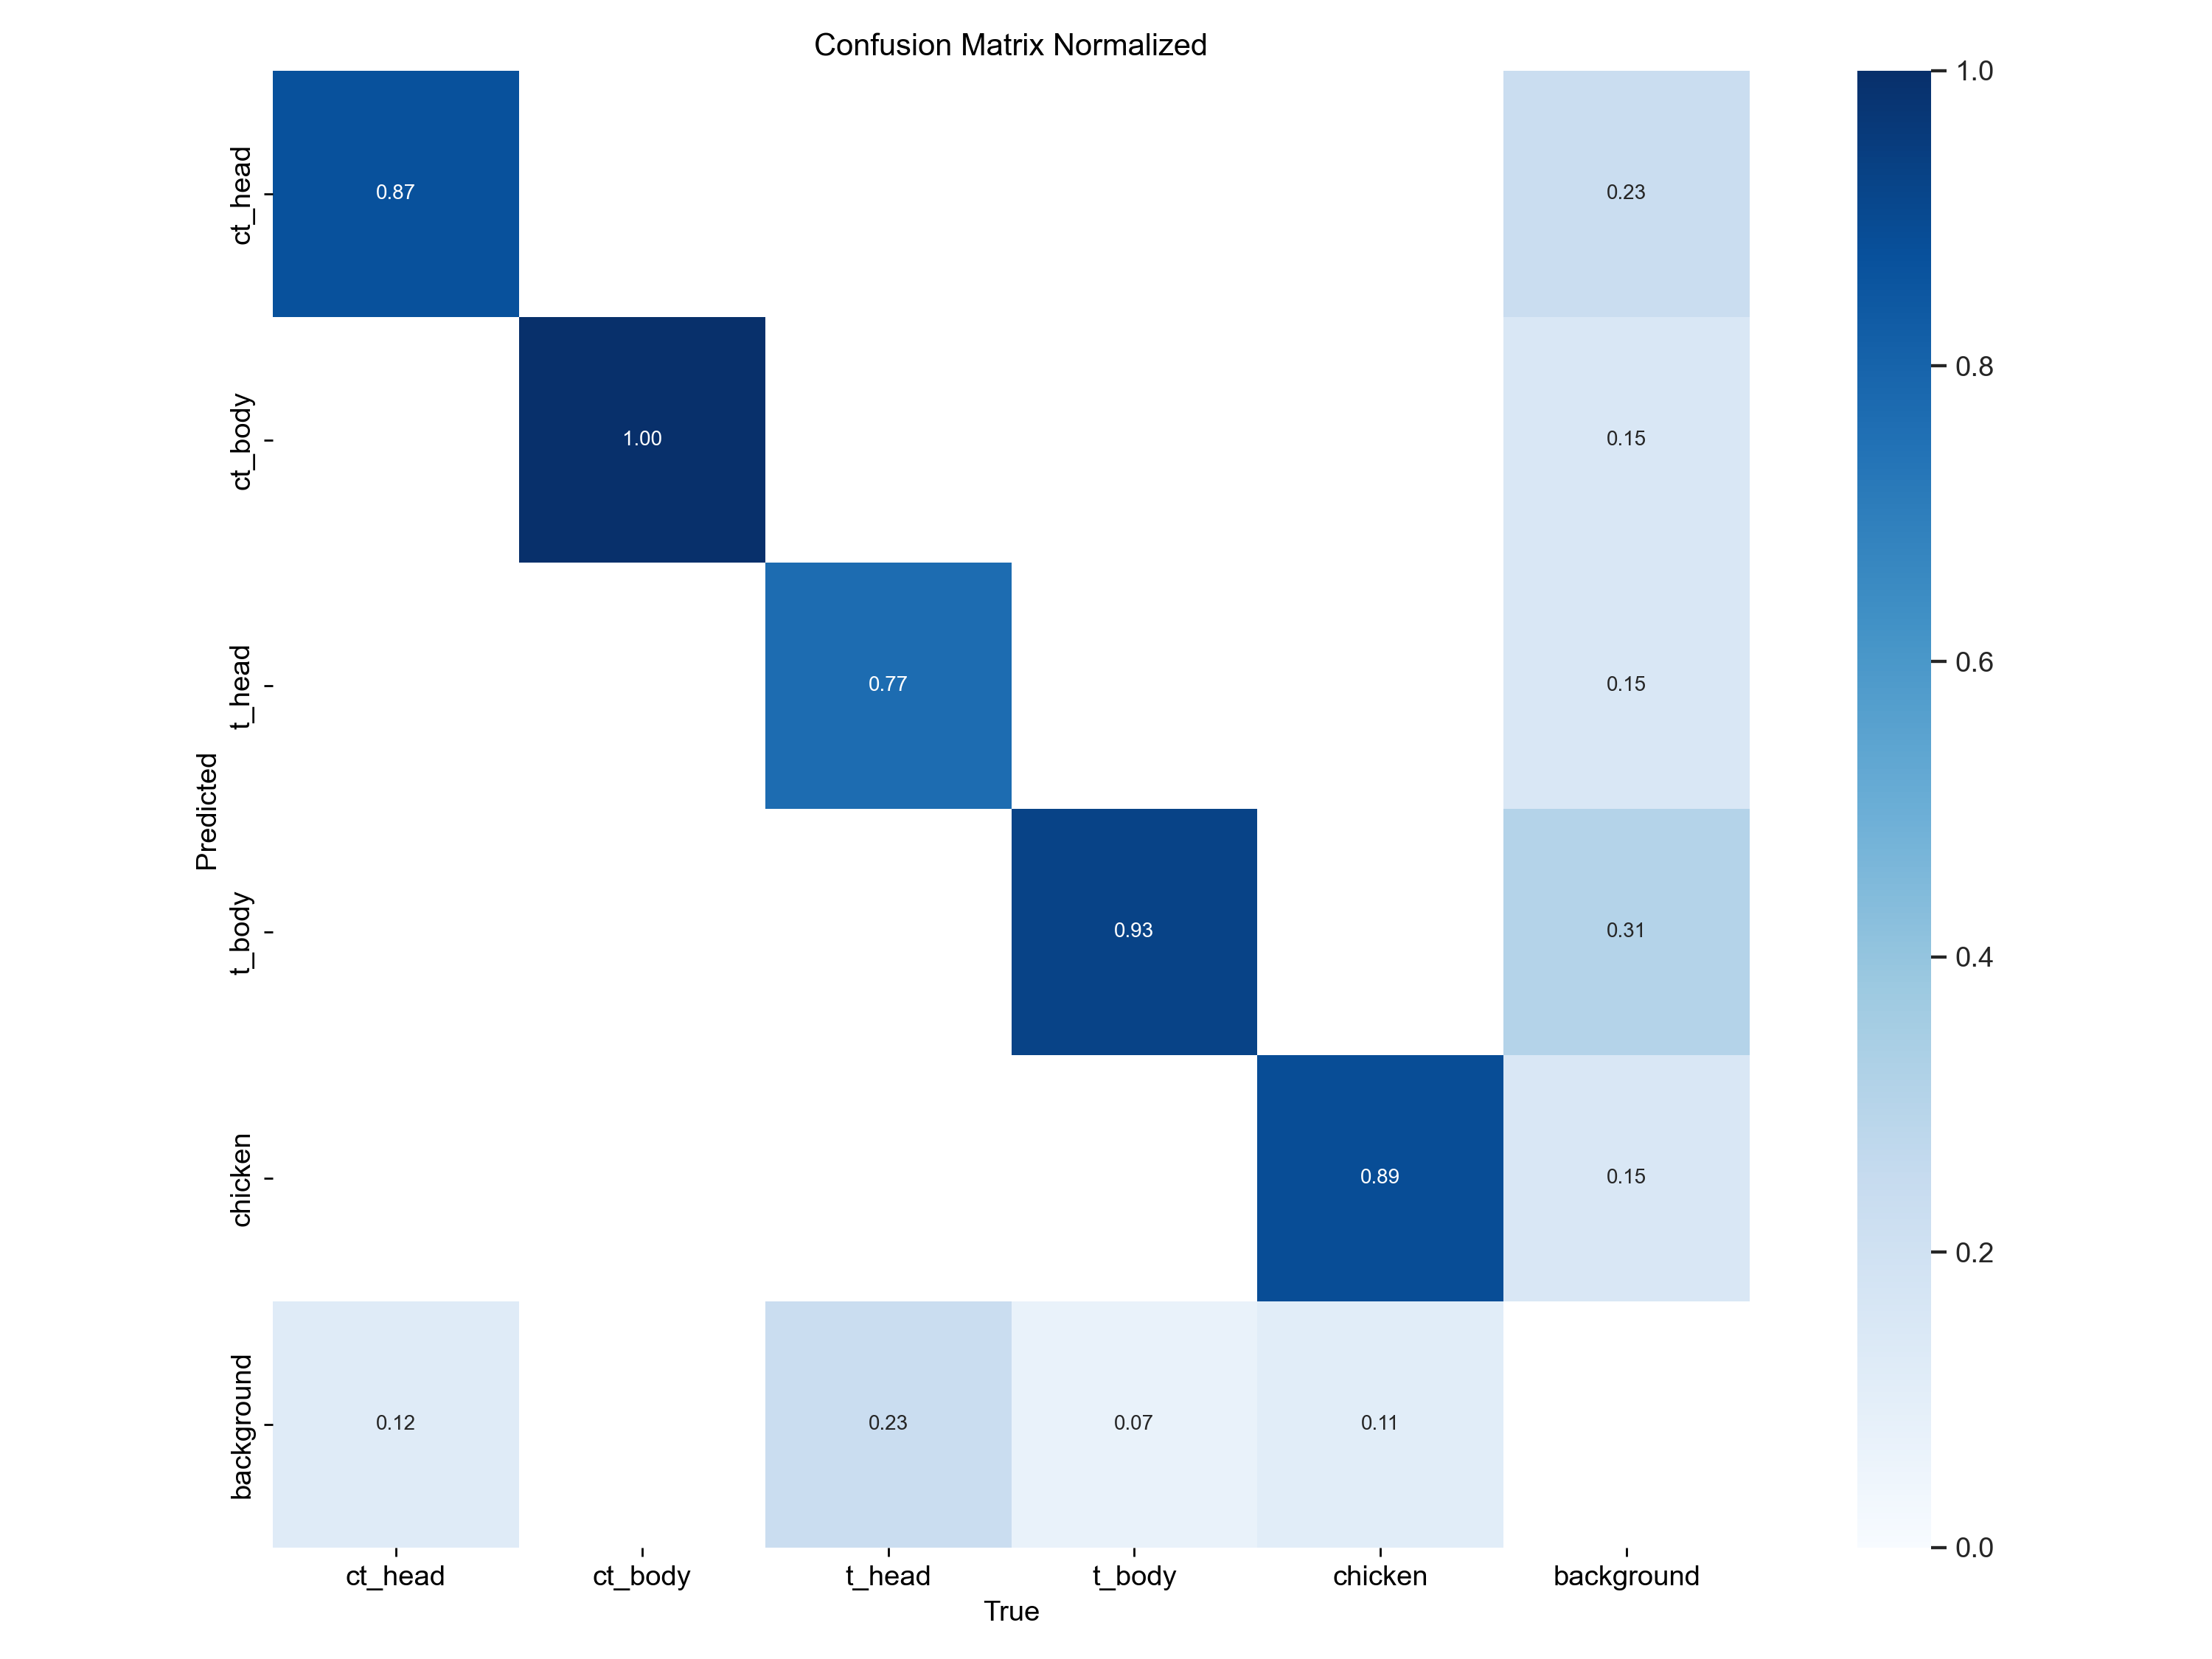 Confusion Matrix Normalized
ct_head
0.87
0.23
ct_body
1.00
0.15
t_head
0.77
0.15
t_body
0.93
0.31
chicken
0.89
0.15
background
0.12
0.23
0.07
0.11
Predicted
ct_head
ct_body
t_head
t_body
chicken
background
True
1.0
0.8
0.6
0.4
0.2
0.0